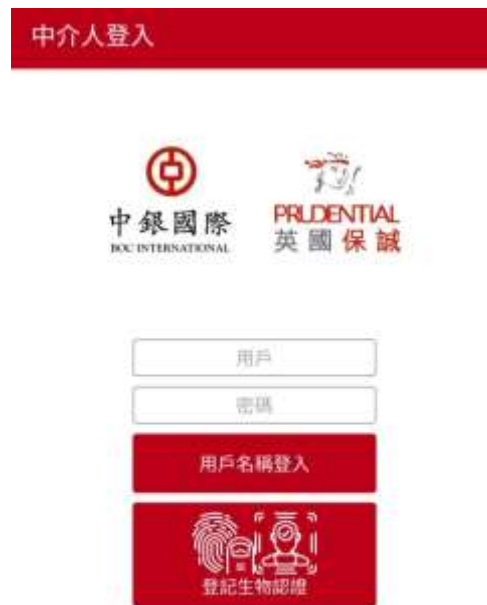 中介人登入
中銀國際
BOC INTERNATIONAL
PRUDENTIAL
英國保誠
用戶
密碼
用戶名稱登入
登記生物認證